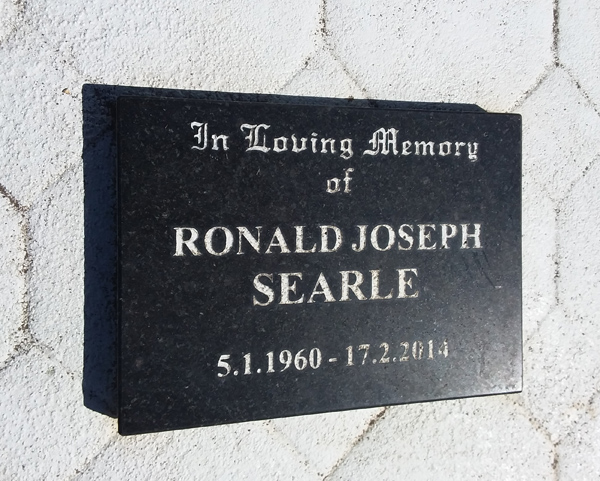 In Loving Memory
of
RONALD JOSEPH
SEARLE
5.1.1960 - 17.2.2014